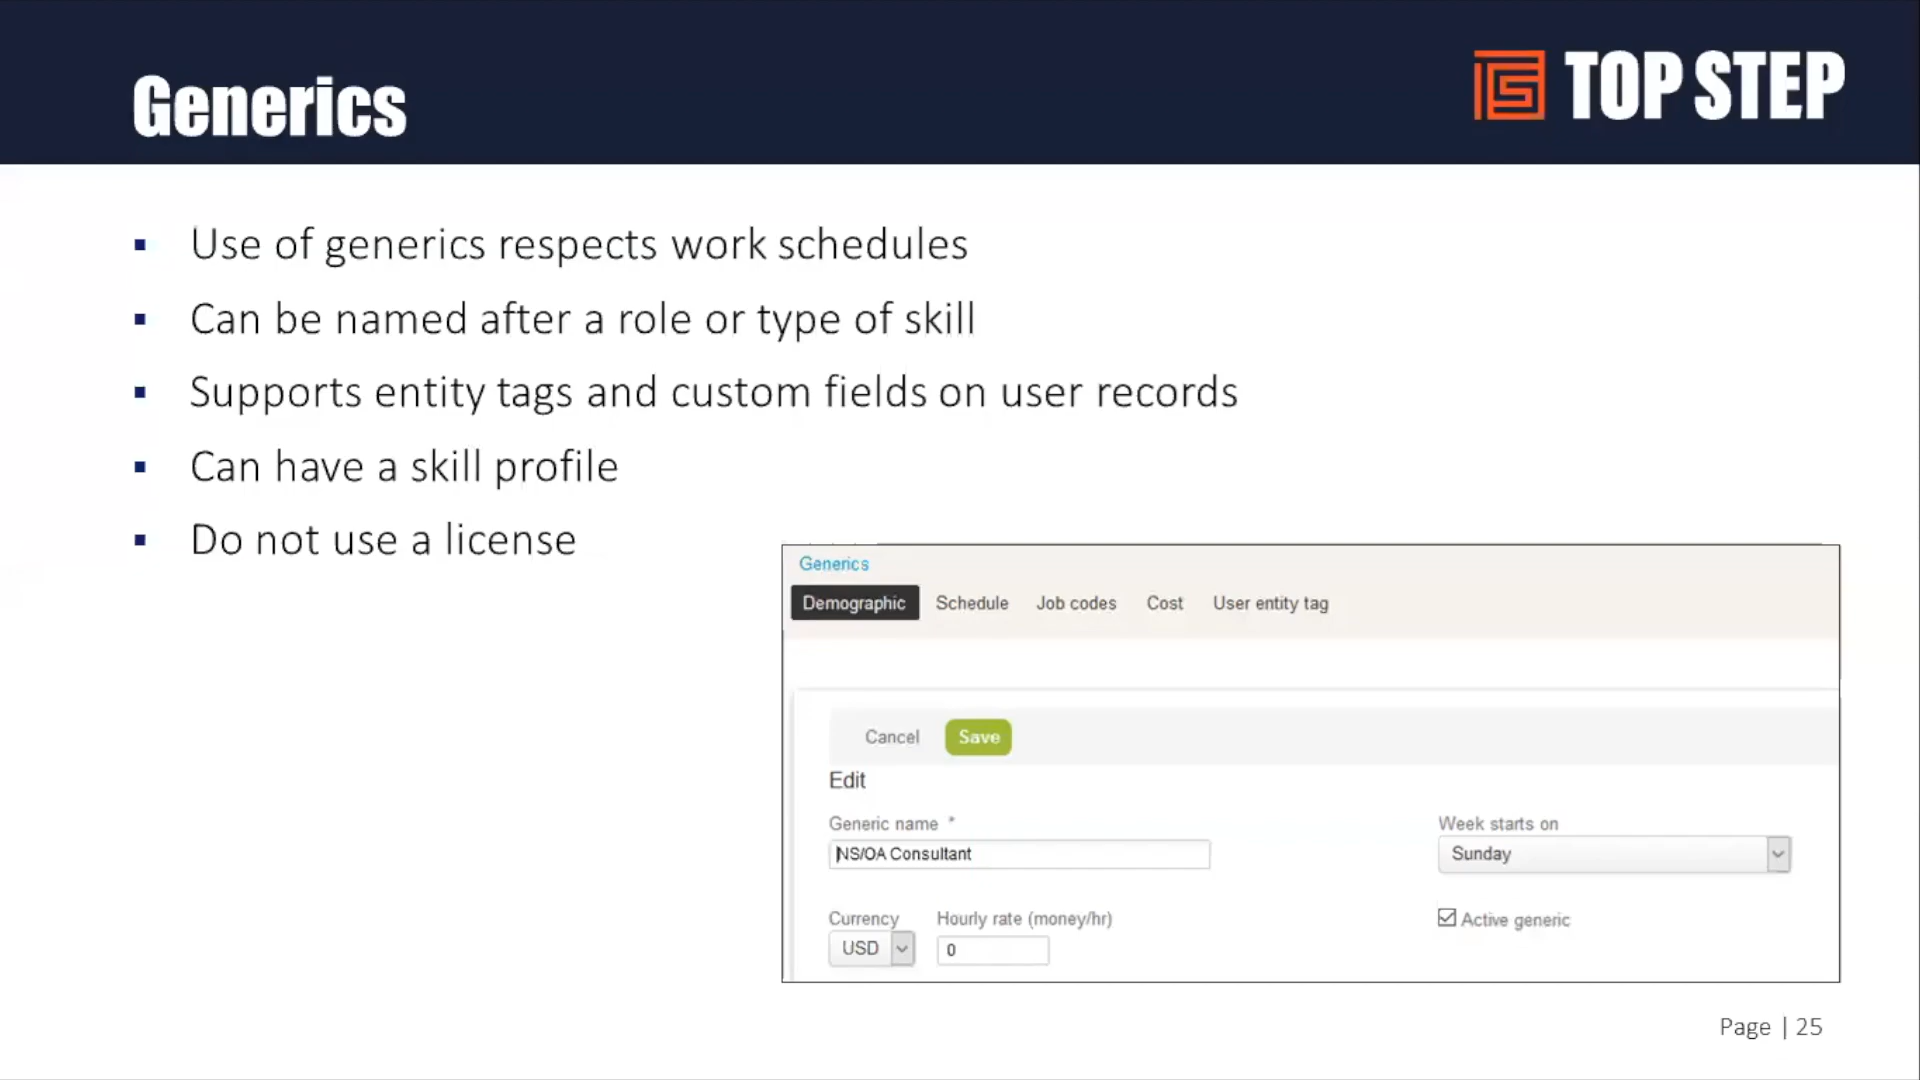 Generics
TOP STEP
Use of generics respects work schedules
Can be named after a role or type of skill
Supports entity tags and custom fields on user records
Can have a skill profile
Do not use a license
Generics
Demographic Schedule Job codes Cost User entity tag
Cancel Save
Edit
Generic name * Week starts on
NS/OA Consultant Sunday
Currency Hourly rate (money/hr) Active generic
USD 0
Page | 25